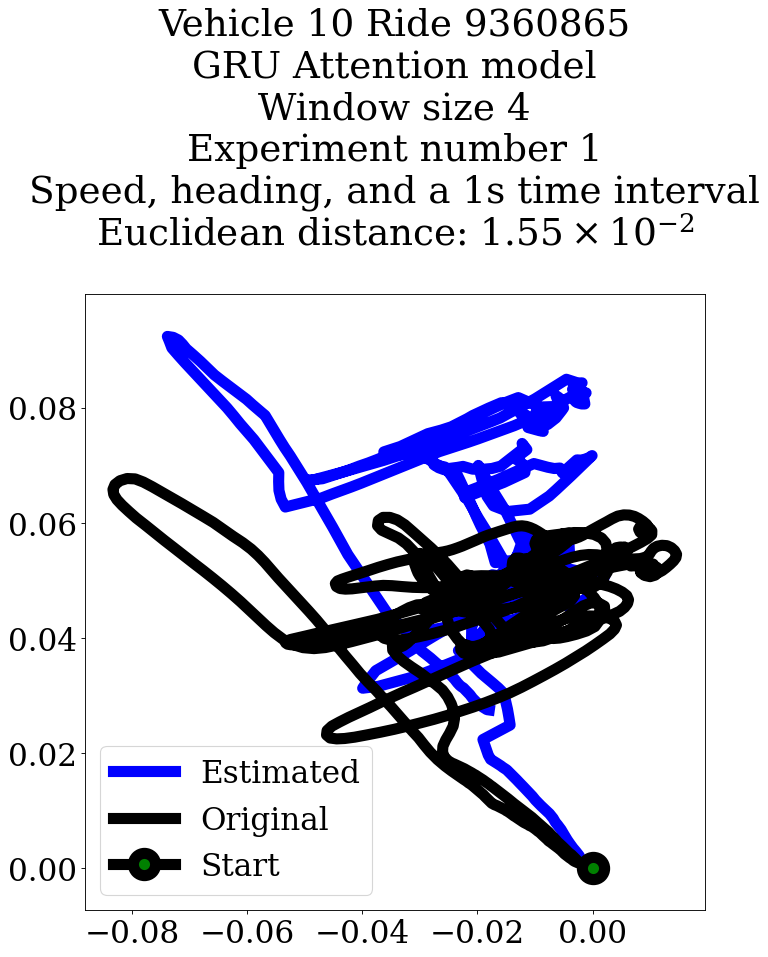 Vehicle 10 Ride 9360865
GRU Attention model
Window size 4
Experiment number 1
Speed, heading, and a 1s time interval
Euclidean distance: 1.55 × 10⁻²
0.08
0.06
0.04
0.02
0.00
Estimated
Original
Start
−0.08 −0.06 −0.04 −0.02 0.00